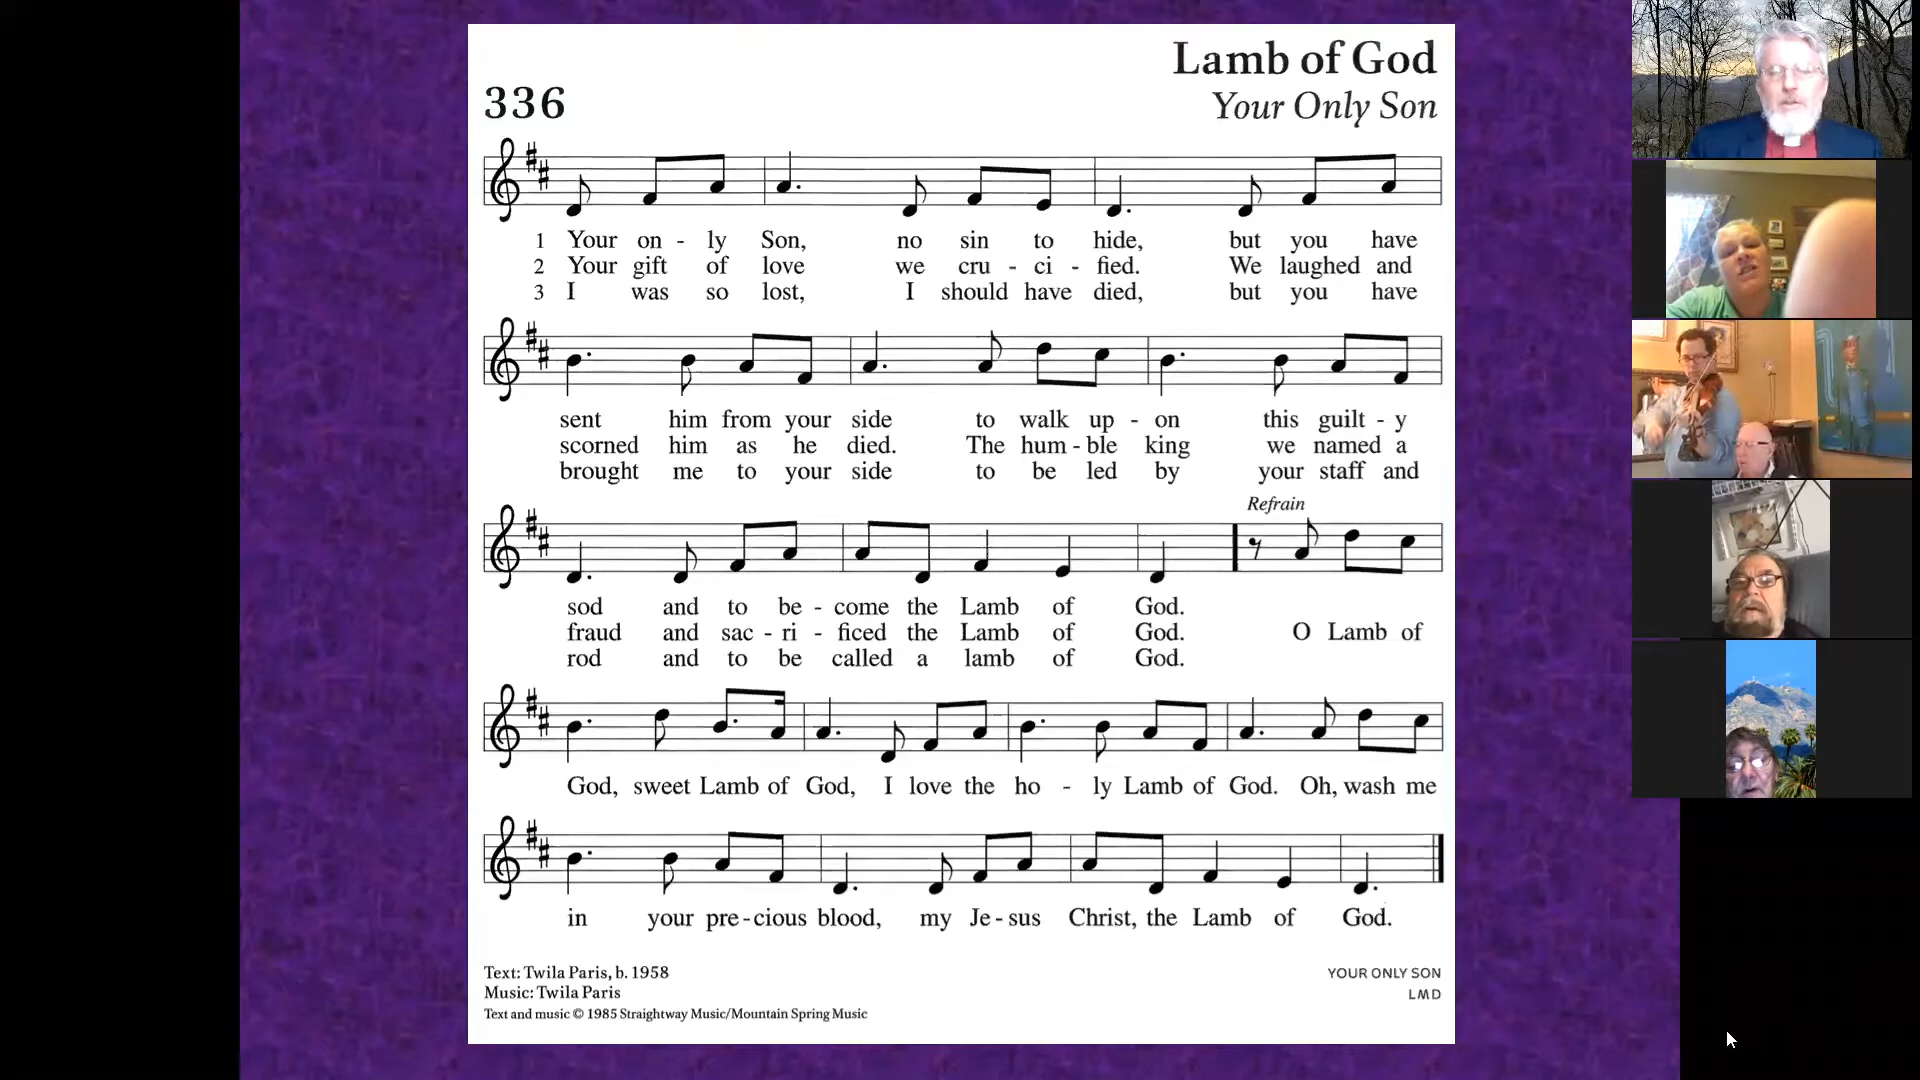 Lamb of God
336
Your Only Son
1 Your on - ly Son, no sin to hide, but you have
2 Your gift of love we cru - ci - fied. We laughed and
3 I was so lost, I should have died, but you have
sent him from your side to walk up - on this guilt - y
scorned him as he died. The hum - ble king we named a
brought me to your side to be led by your staff and
Refrain
sod and to be - come the Lamb of God.
fraud and sac - ri - ficed the Lamb of God. O Lamb of
rod and to be called a lamb of God.
God, sweet Lamb of God, I love the ho - ly Lamb of God. Oh, wash me
in your pre - cious blood, my Je - sus Christ, the Lamb of God.
Text: Twila Paris, b. 1958
Music: Twila Paris
Text and music © 1985 Straightway Music/Mountain Spring Music
YOUR ONLY SON
LMD